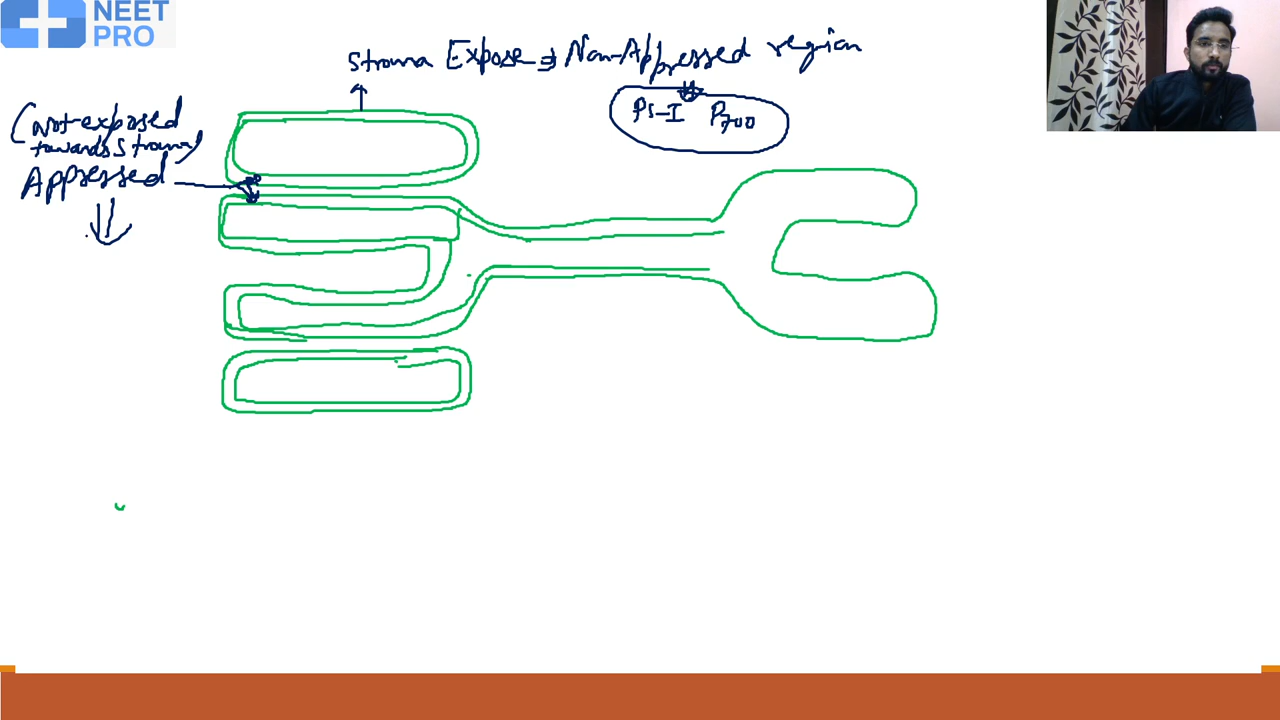 NEET
PRO
Stroma Expose ⇒ Non-Appressed region
PS-I P700
(not-exposed
towards stroma)
Appressed